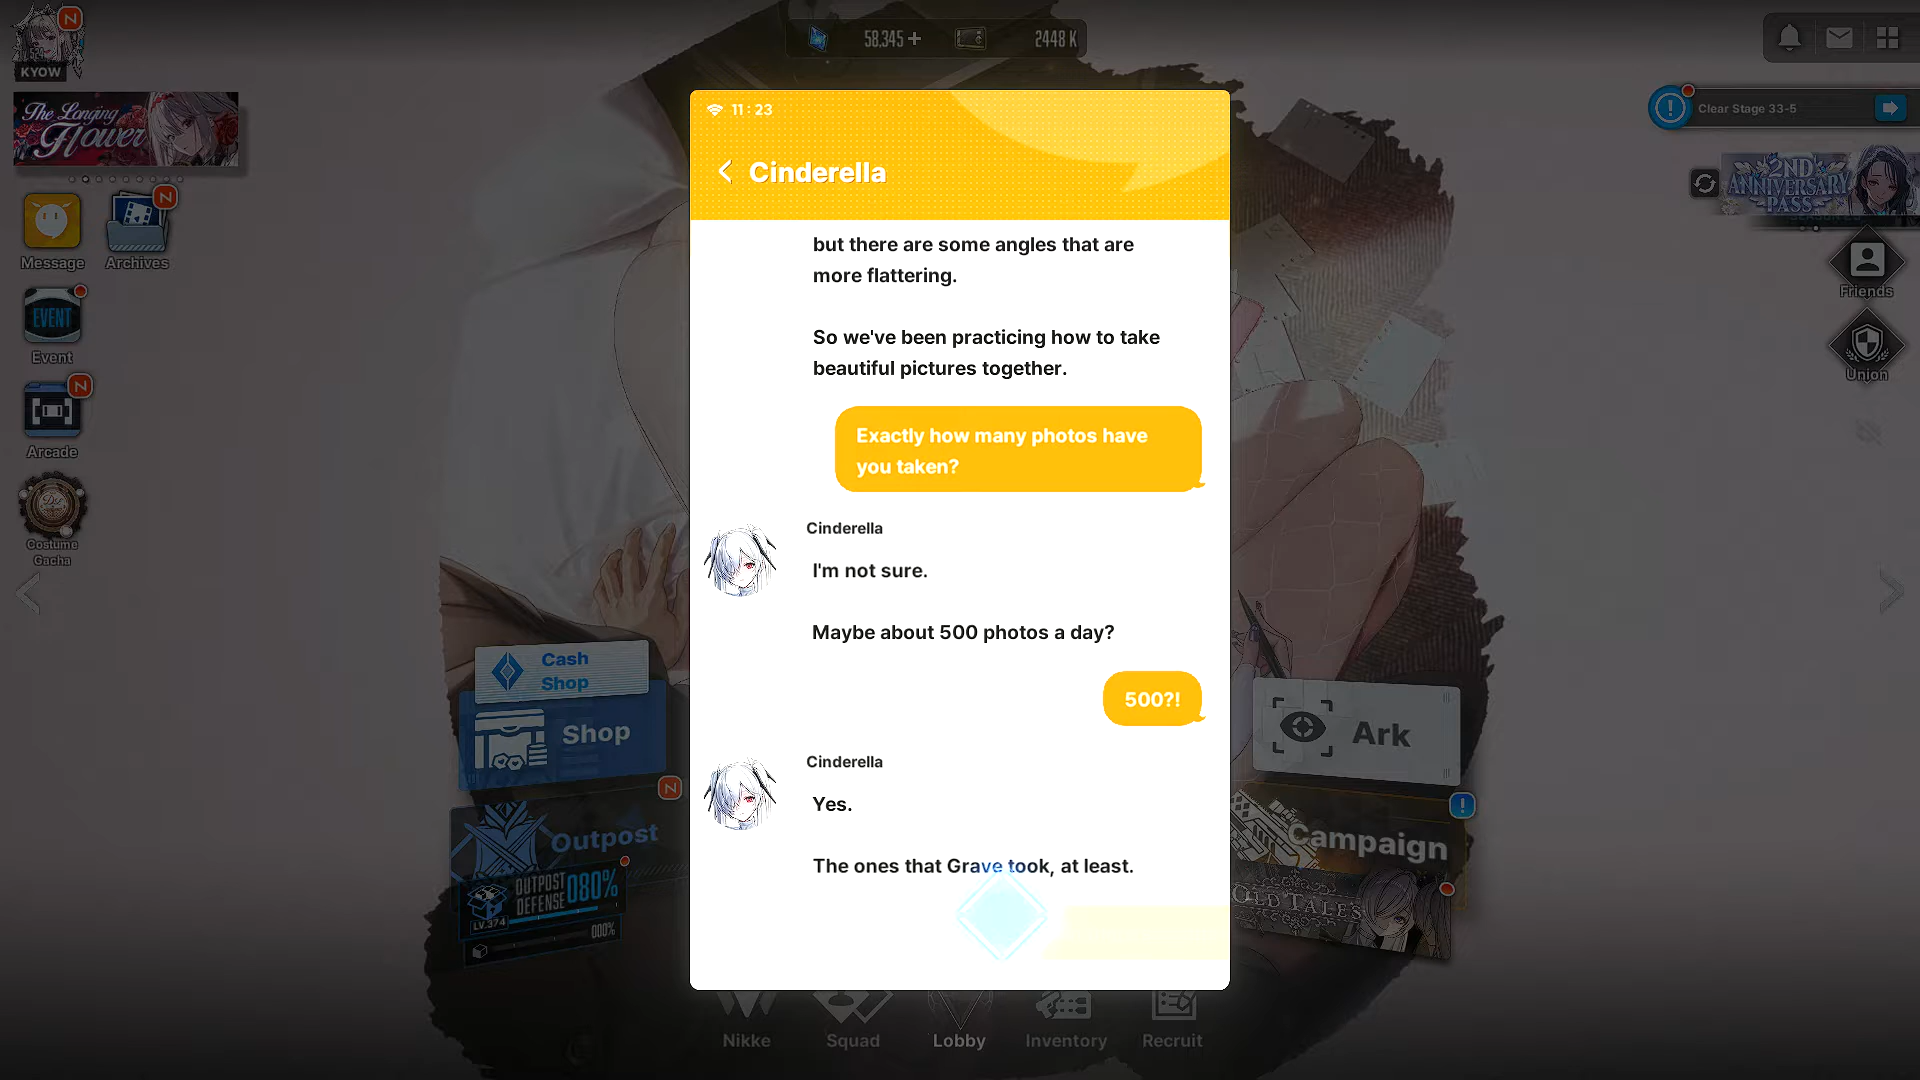 N
KYOW
58,345
2448 K
The Longing
Flower
Clear Stage 33-5
2ND
ANNIVERSARY
PASS
Message
N
Archives
EVENT
Event
N
Arcade
Costume
Gacha
Friends
Union
11 : 23
Cinderella
but there are some angles that are
more flattering.
So we've been practicing how to take
beautiful pictures together.
Exactly how many photos have
you taken?
Cinderella
I'm not sure.
Maybe about 500 photos a day?
500?!
Cinderella
Yes.
The ones that Grave took, at least.
Cash
Shop
Shop
N
Outpost
OUTPOST
DEFENSE
080%
LV.374
000%
Ark
Campaign
OLD TALES
Nikke
Squad
Lobby
Inventory
Recruit